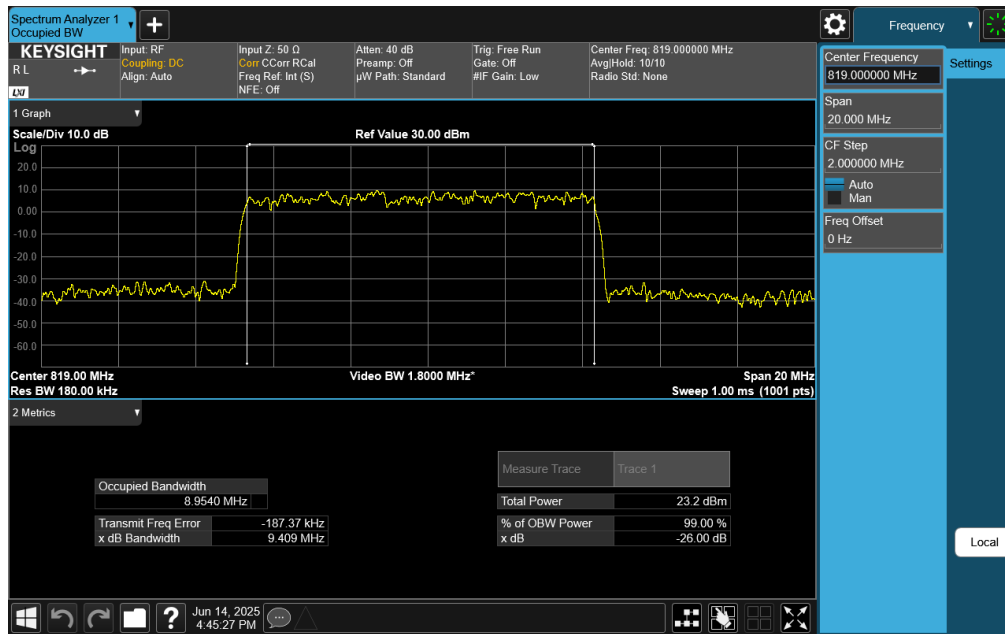 Spectrum Analyzer 1
Occupied BW
Frequency
KEYSIGHT
R L
LXI
Input: RF
Coupling: DC
Align: Auto
Input Z: 50 Ω
Corr CCorr RCal
Freq Ref: Int (S)
NFE: Off
Atten: 40 dB
Preamp: Off
µW Path: Standard
Trig: Free Run
Gate: Off
#IF Gain: Low
Center Freq: 819.000000 MHz
Avg|Hold: 10/10
Radio Std: None
Center Frequency
819.000000 MHz
Settings
Span
20.000 MHz
CF Step
2.000000 MHz
Auto
Man
Freq Offset
0 Hz
1 Graph
Scale/Div 10.0 dB
Ref Value 30.00 dBm
Log
20.0
10.0
0.00
-10.0
-20.0
-30.0
-40.0
-50.0
-60.0
Center 819.00 MHz
Video BW 1.8000 MHz*
Span 20 MHz
Res BW 180.00 kHz
Sweep 1.00 ms (1001 pts)
2 Metrics
Measure Trace
Trace 1
Occupied Bandwidth
8.9540 MHz
Total Power
23.2 dBm
Transmit Freq Error
-187.37 kHz
% of OBW Power
99.00 %
x dB Bandwidth
9.409 MHz
x dB
-26.00 dB
Local
?
Jun 14, 2025
4:45:27 PM